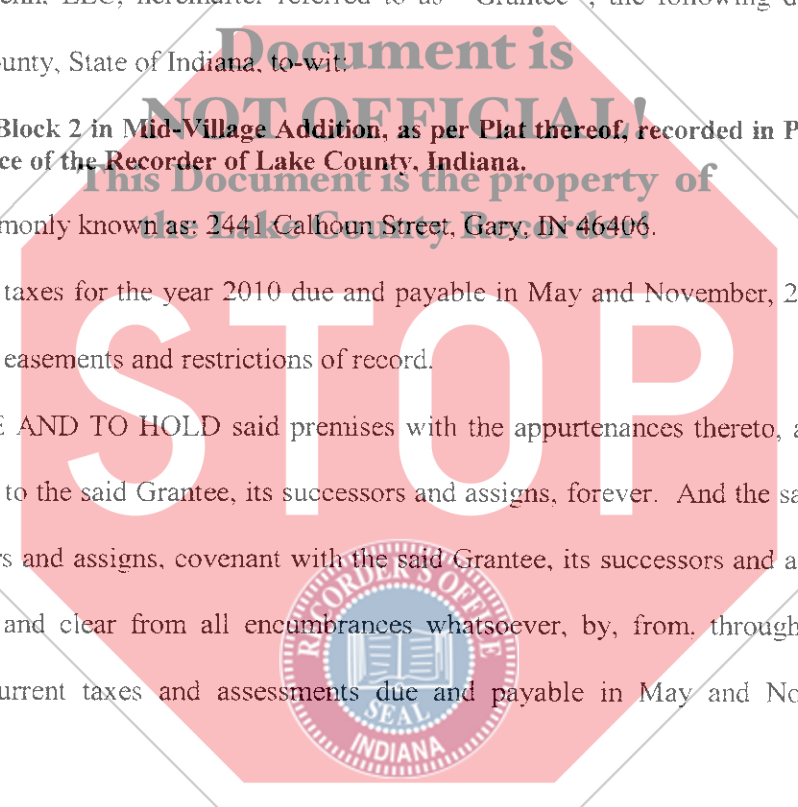 LLC, hereinafter referred to as "Grantee", the following d
unty, State of Indiana, to-wit:
Document is
NOT OFFICIAL!
Block 2 in Mid-Village Addition, as per Plat thereof, recorded in P
ce of the Recorder of Lake County, Indiana.
This Document is the property of
the Lake County Recorder!
monly known as: 2441 Calhoun Street, Gary, IN 46406.
taxes for the year 2010 due and payable in May and November, 2
easements and restrictions of record.
STOP
E AND TO HOLD said premises with the appurtenances thereto, a
to the said Grantee, its successors and assigns, forever. And the sa
rs and assigns, covenant with the said Grantee, its successors and a
and clear from all encumbrances whatsoever, by, from, through
urrent taxes and assessments due and payable in May and No
RECORDER'S OFFICE
SEAL
INDIANA